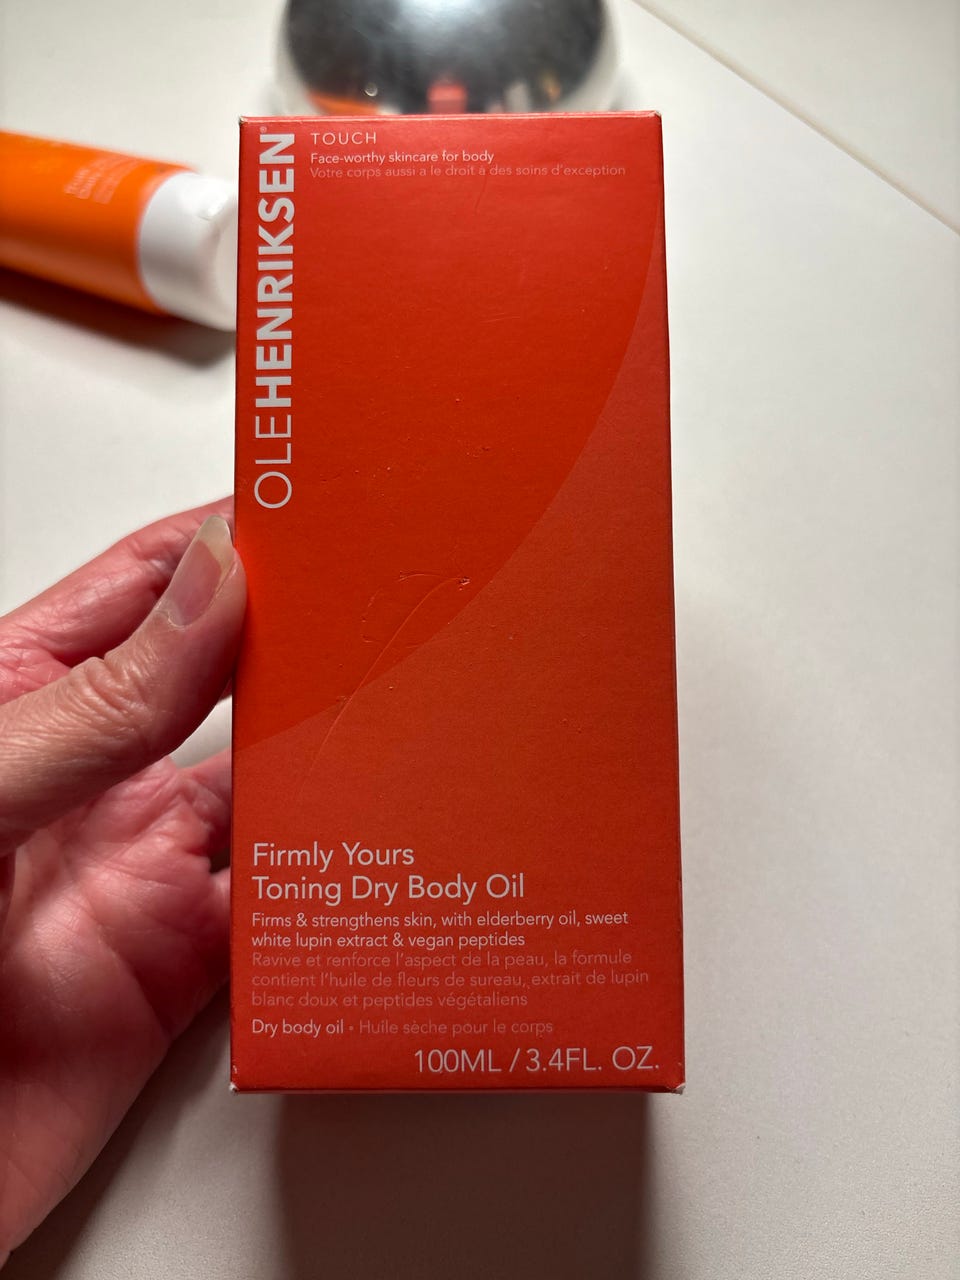 OLEHENRIKSEN®
TOUCH
Face-worthy skincare for body
Votre corps aussi a le droit à des soins d'exception
Firmly Yours
Toning Dry Body Oil
Firms & strengthens skin, with elderberry oil, sweet
white lupin extract & vegan peptides
Ravive et renforce l'aspect de la peau, la formule
contient l'huile de fleurs de sureau, extrait de lupin
blanc doux et peptides végétaliens
Dry body oil • Huile sèche pour le corps
100ML / 3.4FL. OZ.